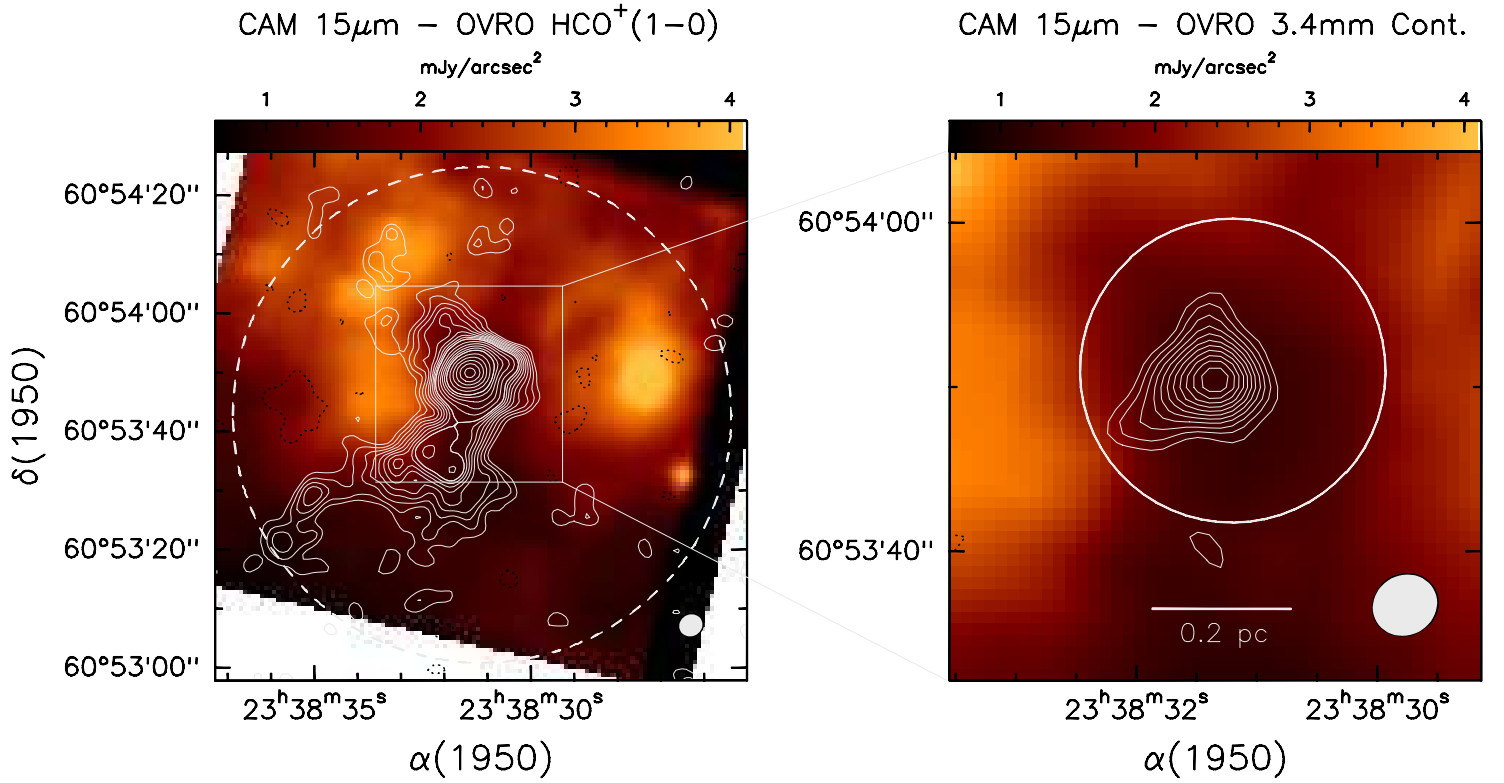 CAM 15μm – OVRO HCO⁺(1–0)
mJy/arcsec²
1 2 3 4
60°54'20''
60°54'00''
60°53'40''
60°53'20''
60°53'00''
δ(1950)
23ʰ38ᵐ35ˢ 23ʰ38ᵐ30ˢ
α(1950)
CAM 15μm – OVRO 3.4mm Cont.
mJy/arcsec²
1 2 3 4
60°54'00''
60°53'40''
0.2 pc
23ʰ38ᵐ32ˢ 23ʰ38ᵐ30ˢ
α(1950)